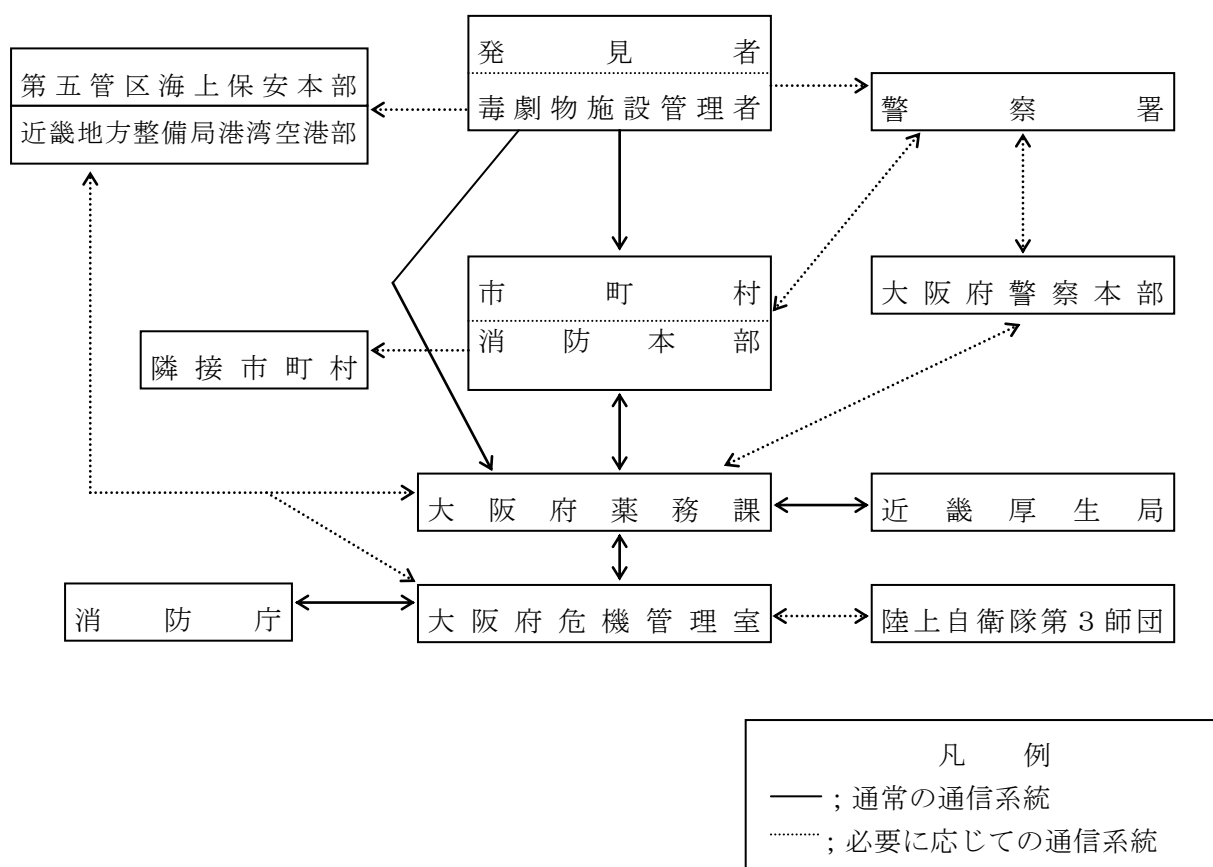 発見者
毒劇物施設管理者
第五管区海上保安本部
近畿地方整備局港湾空港部
警察署
市町村
消防本部
大阪府警察本部
隣接市町村
大阪府薬務課
近畿厚生局
消防庁
大阪府危機管理室
陸上自衛隊第３師団
凡例
；通常の通信系統
；必要に応じての通信系統